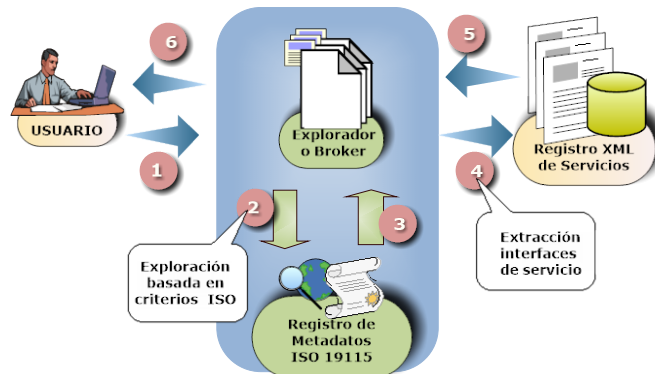 6
5
USUARIO
Explorador
o Broker
Registro XML
de Servicios
1
4
2
3
Exploración
basada en
criterios ISO
Extracción
interfaces
de servicio
Registro de
Metadatos
ISO 19115